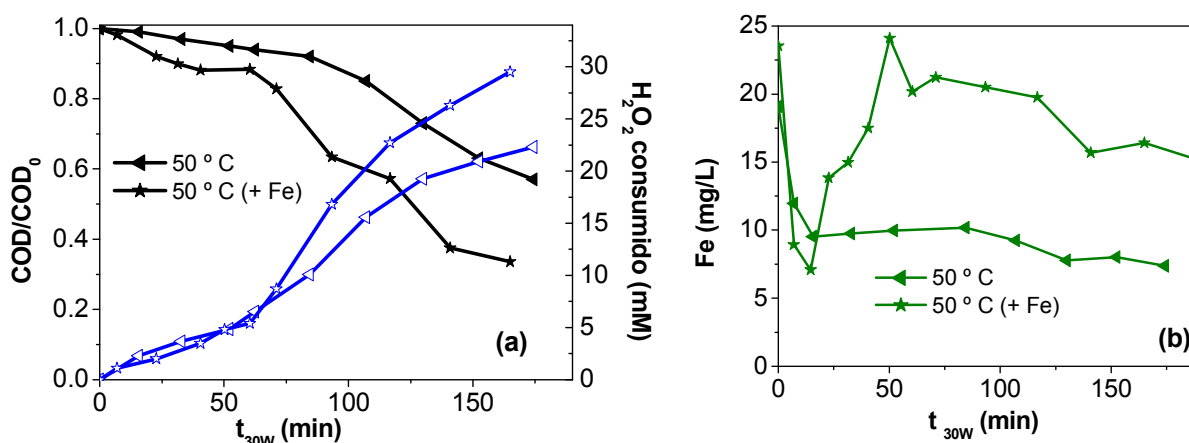 COD/COD₀
1.0
0.8
0.6
0.4
0.2
0.0
50 º C
50 º C (+ Fe)
(a)
0 50 100 150
t₃₀W (min)
30
25
20
15
10
5
0
H₂O₂ consumido (mM)
Fe (mg/L)
25
20
15
10
5
0
50 º C
50 º C (+ Fe)
(b)
0 50 100 150
t ₃₀W (min)